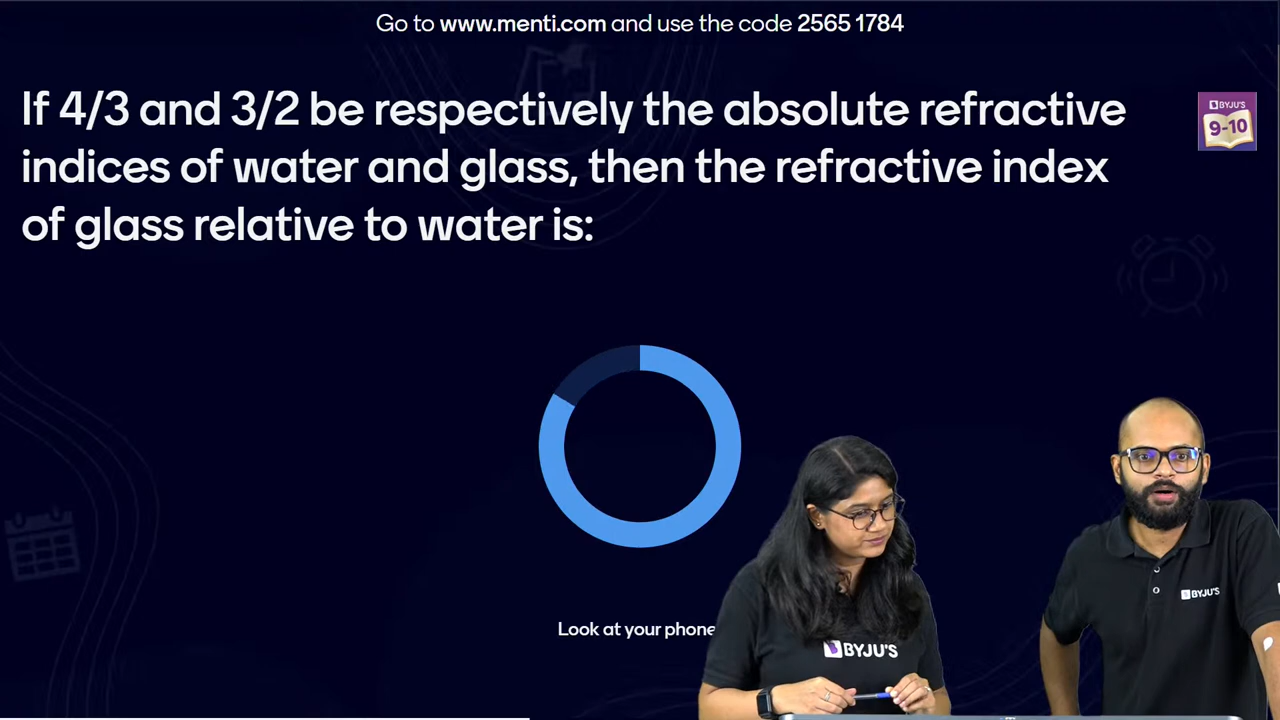 Go to www.menti.com and use the code 2565 1784
If 4/3 and 3/2 be respectively the absolute refractive
indices of water and glass, then the refractive index
of glass relative to water is:
BYJU'S
9-10
Look at your phone
BYJU'S
BYJU'S